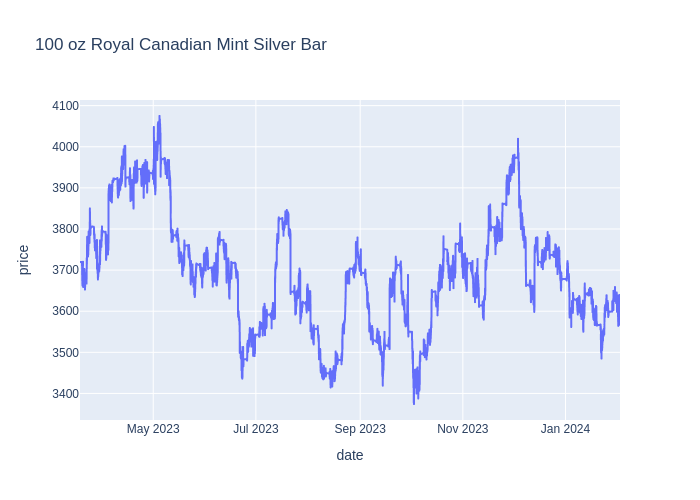 100 oz Royal Canadian Mint Silver Bar
4100
4000
3900
3800
3700
3600
3500
3400
price
May 2023
Jul 2023
Sep 2023
Nov 2023
Jan 2024
date